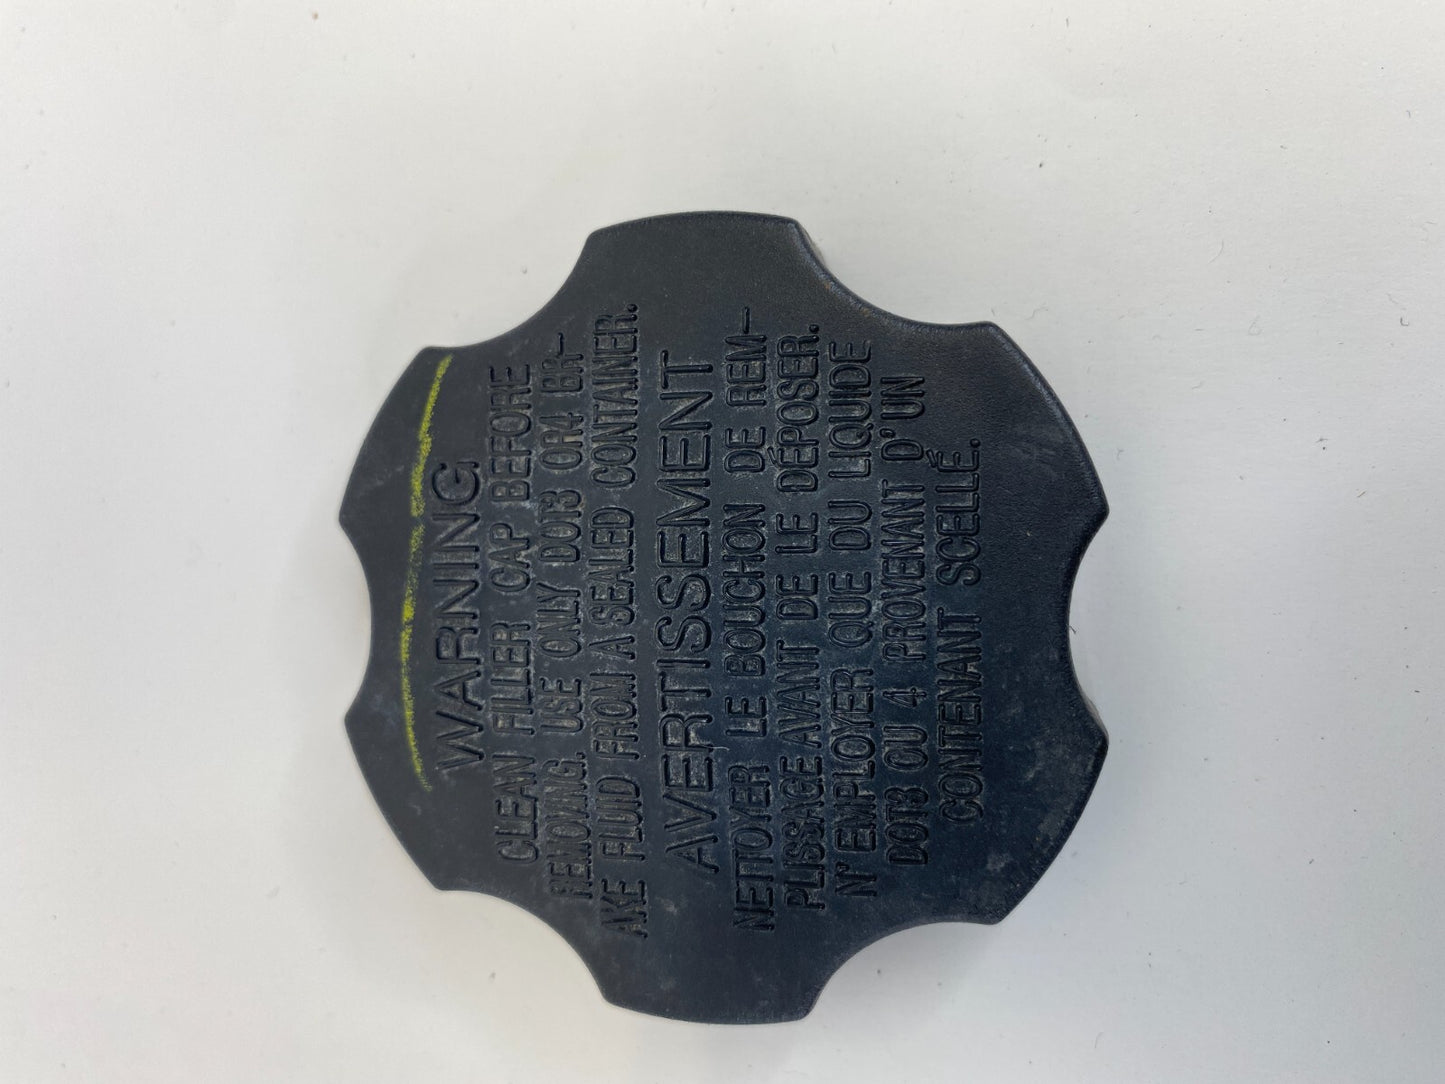 WARNING
CLEAN FILLER CAP BEFORE
REMOVING. USE ONLY DOT3 OR4 BR-
AKE FLUID FROM A SEALED CONTAINER.
AVERTISSEMENT
NETTOYER LE BOUCHON DE REM-
PLISSAGE AVANT DE LE DÉPOSER.
N' EMPLOYER QUE DU LIQUIDE
DOT3 OU 4 PROVENANT D' UN
CONTENANT SCELLÉ.